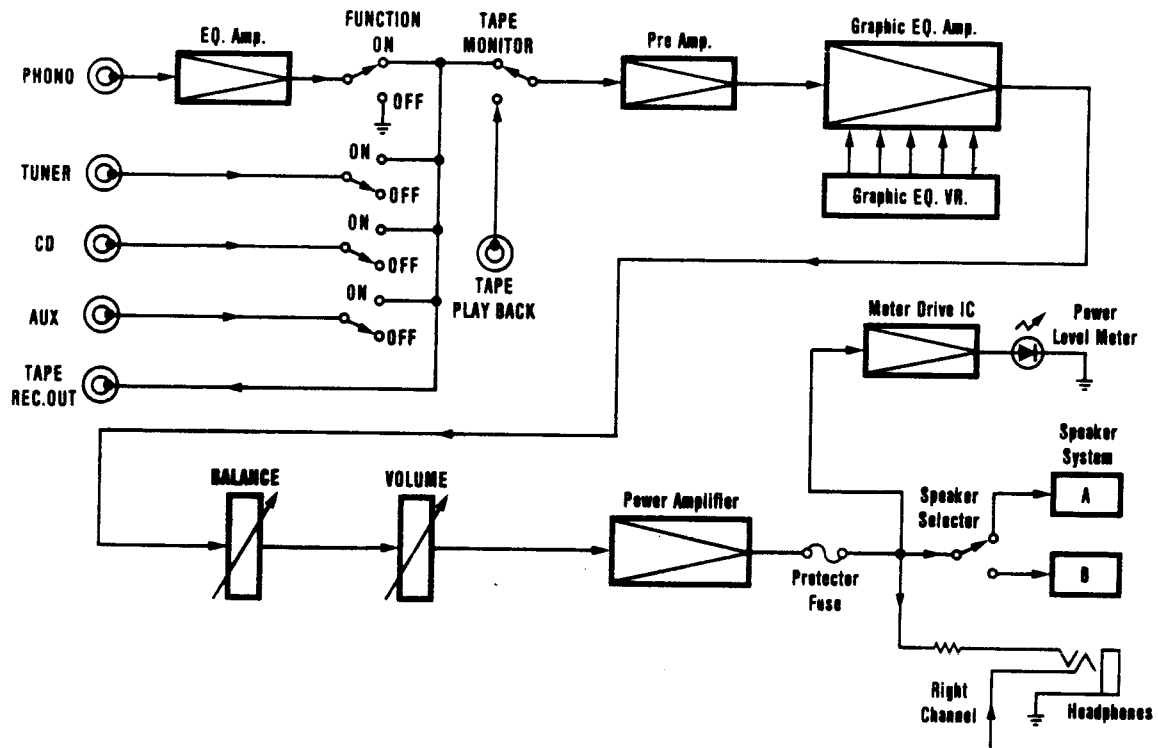 FUNCTION
ON
OFF
TAPE
MONITOR
EQ. Amp.
Pre Amp.
Graphic EQ. Amp.
PHONO
TUNER
ON
OFF
Graphic EQ. VR.
CD
ON
OFF
TAPE
PLAY BACK
AUX
ON
OFF
TAPE
REC.OUT
Meter Drive IC
Power
Level Meter
BALANCE
VOLUME
Power Amplifier
Protector
Fuse
Speaker
Selector
Speaker
System
A
B
Right
Channel
Headphones